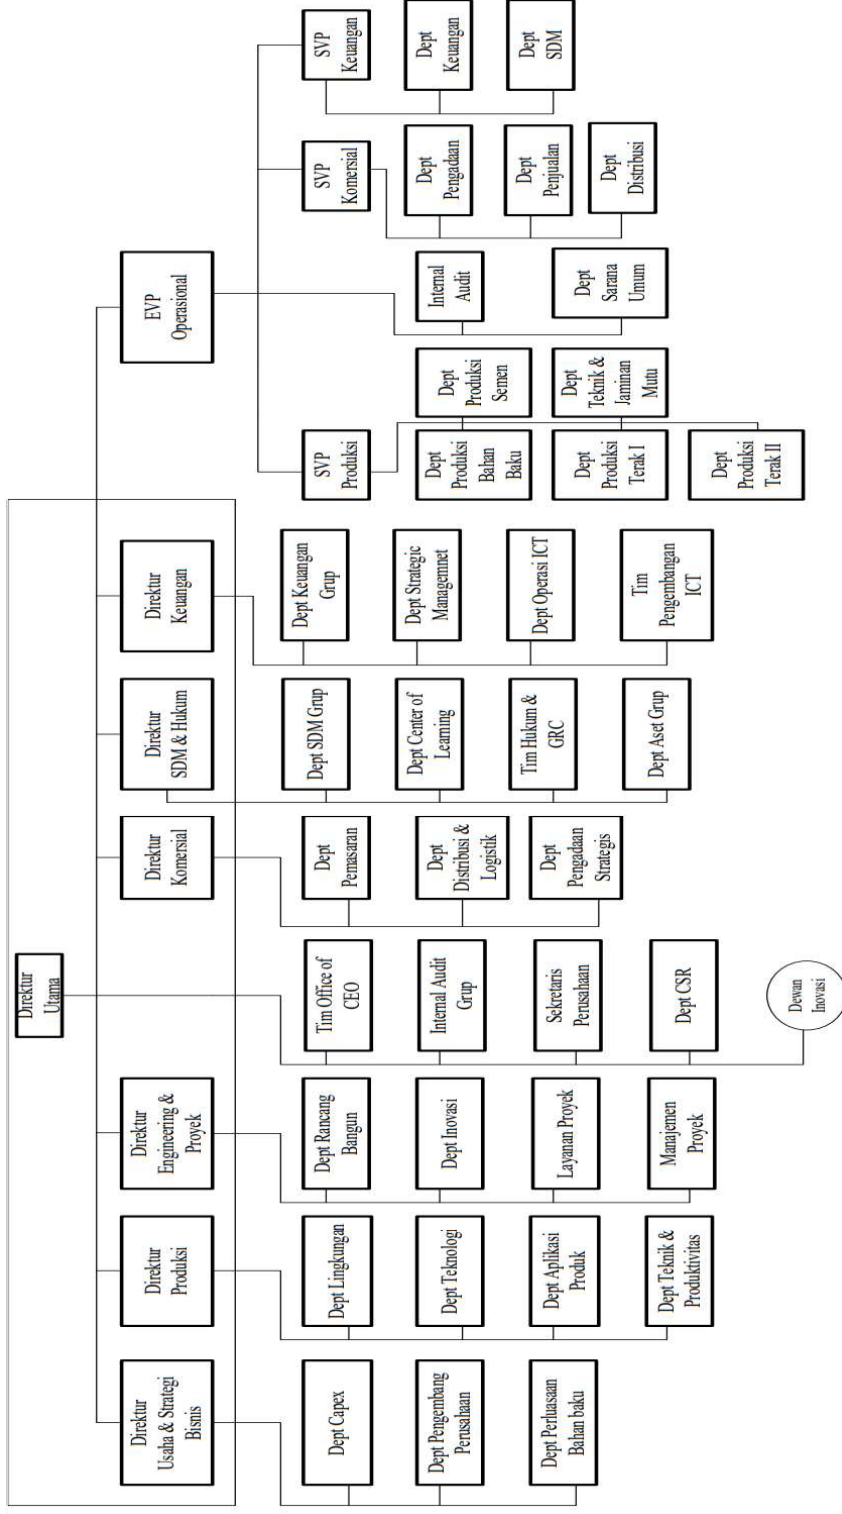 Direktur
Utama
Direktur
Usaha & Strategi
Bisnis
Direktur
Produksi
Direktur
Engineering &
Proyek
Direktur
Komersial
Direktur
SDM & Hukum
Direktur
Keuangan
EVP
Operasional
Dept Capex
Dept Pengembang
Perusahaan
Dept Perluasaan
Bahan baku
Dept Lingkungan
Dept Teknologi
Dept Aplikasi
Produk
Dept Teknik &
Produktivitas
Dept Rancang
Bangun
Dept Inovasi
Layanan Proyek
Manajemen
Proyek
Tim Office of
CEO
Internal Audit
Grup
Sekretaris
Perusahaan
Dept CSR
Dewan
Inovasi
Dept
Pemasaran
Dept
Distribusi &
Logistik
Dept
Pengadaan
Strategis
Dept SDM Grup
Dept Center of
Learning
Tim Hukum &
GRC
Dept Aset Grup
Dept Keuangan
Grup
Dept Strategic
Managemnet
Dept Operasi ICT
Tim
Pengembangan
ICT
SVP
Produksi
Dept
Produksi
Bahan
Baku
Dept
Produksi
Semen
Dept
Produksi
Terak I
Dept
Teknik &
Jaminan
Mutu
Dept
Produksi
Terak II
Internal
Audit
Dept
Sarana
Umum
SVP
Komersial
Dept
Pengadaan
Dept
Penjualan
Dept
Distribusi
SVP
Keuangan
Dept
Keuangan
Dept
SDM